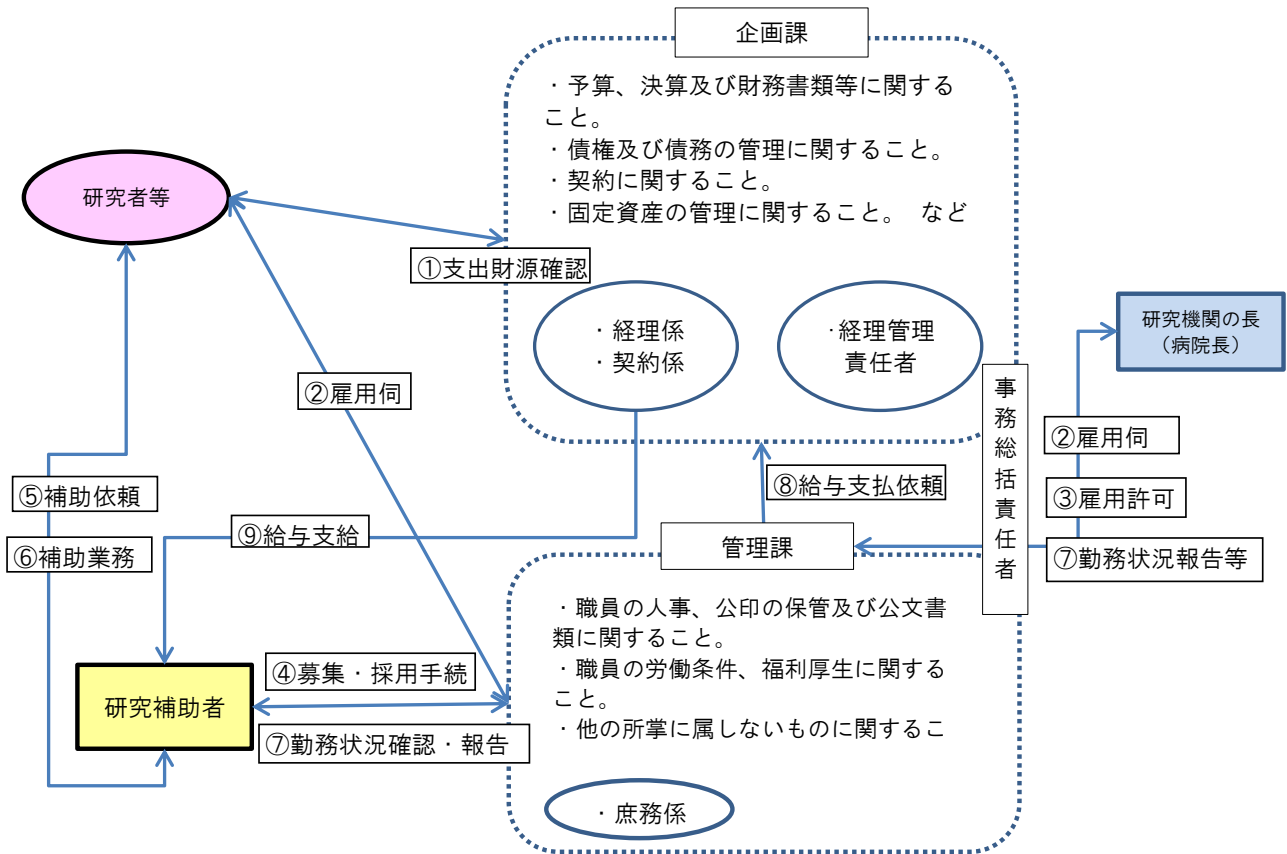 企画課
・予算、決算及び財務書類等に関する
こと。
・債権及び債務の管理に関すること。
・契約に関すること。
・固定資産の管理に関すること。 など
研究者等
①支出財源確認
・経理係
・契約係
・経理管理
責任者
研究機関の長
（病院長）
②雇用伺
事務総括責任者
②雇用伺
③雇用許可
⑦勤務状況報告等
⑤補助依頼
⑥補助業務
⑧給与支払依頼
⑨給与支給
管理課
・職員の人事、公印の保管及び公文書
類に関すること。
・職員の労働条件、福利厚生に関する
こと。
・他の所掌に属しないものに関するこ
④募集・採用手続
研究補助者
⑦勤務状況確認・報告
・庶務係